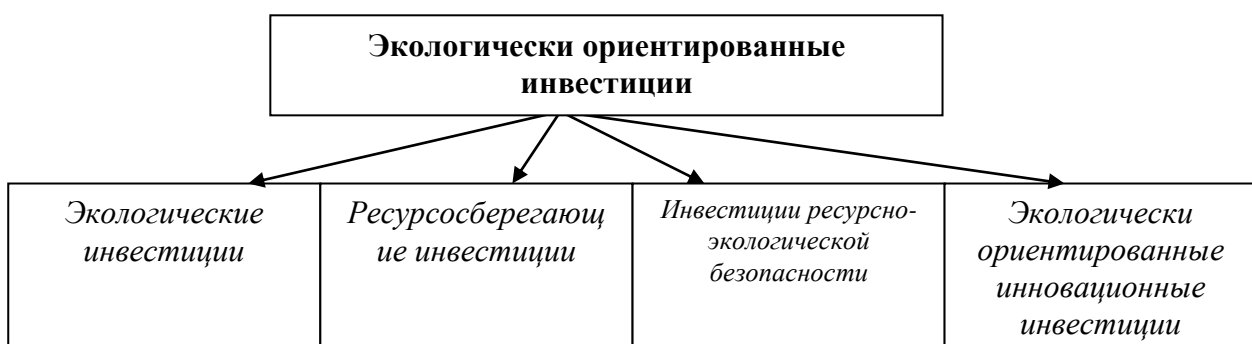 Экологически ориентированные
инвестиции
Экологические
инвестиции
Ресурсосберегающ
ие инвестиции
Инвестиции ресурсно-
экологической
безопасности
Экологически
ориентированные
инновационные
инвестиции